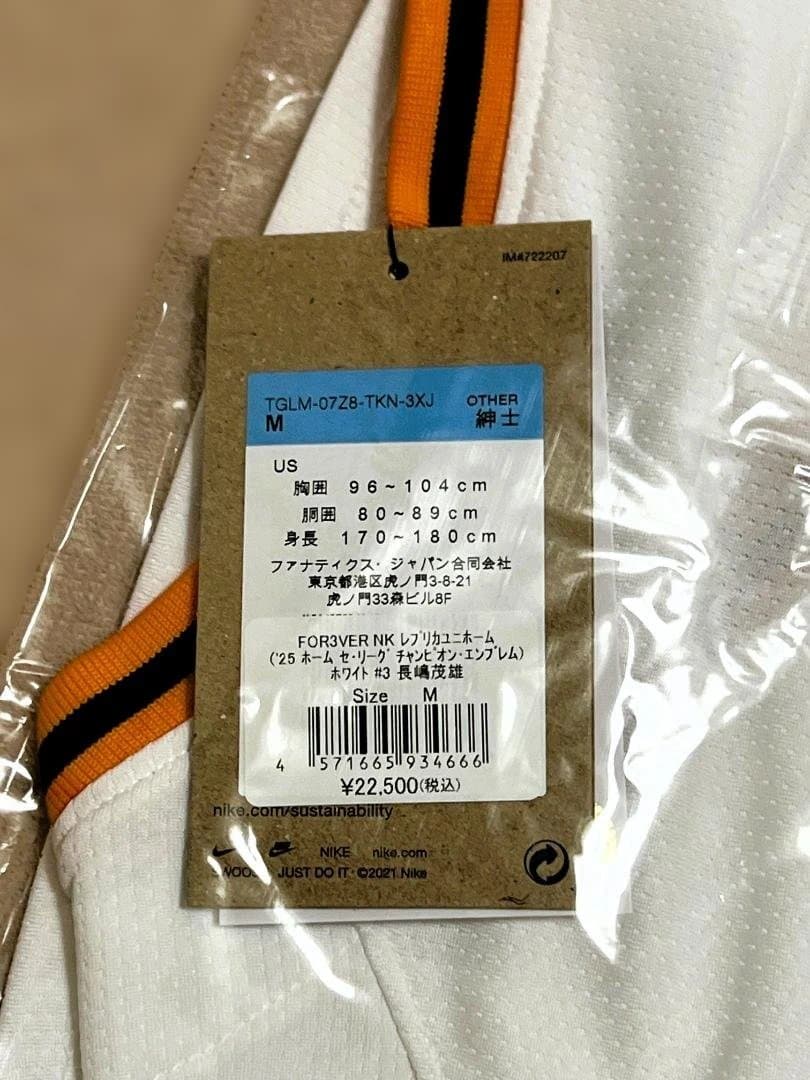 IM4722207
TGLM-07Z8-TKN-3XJ OTHER
M 紳士
US
胸囲 96~104cm
胴囲 80~89cm
身長 170~180cm
ファナティクス・ジャパン合同会社
東京都港区虎ノ門3-8-21
虎ノ門33森ビル8F
FOR3VER NK レプリカユニホーム
('25 ホーム セ・リーグ チャンピオン・エンブレム)
ホワイト #3 長嶋茂雄
Size M
4 571665 934666
¥22,500(税込)
nike.com/sustainability
NIKE nike.com
SWOOSH JUST DO IT ©2021 Nike